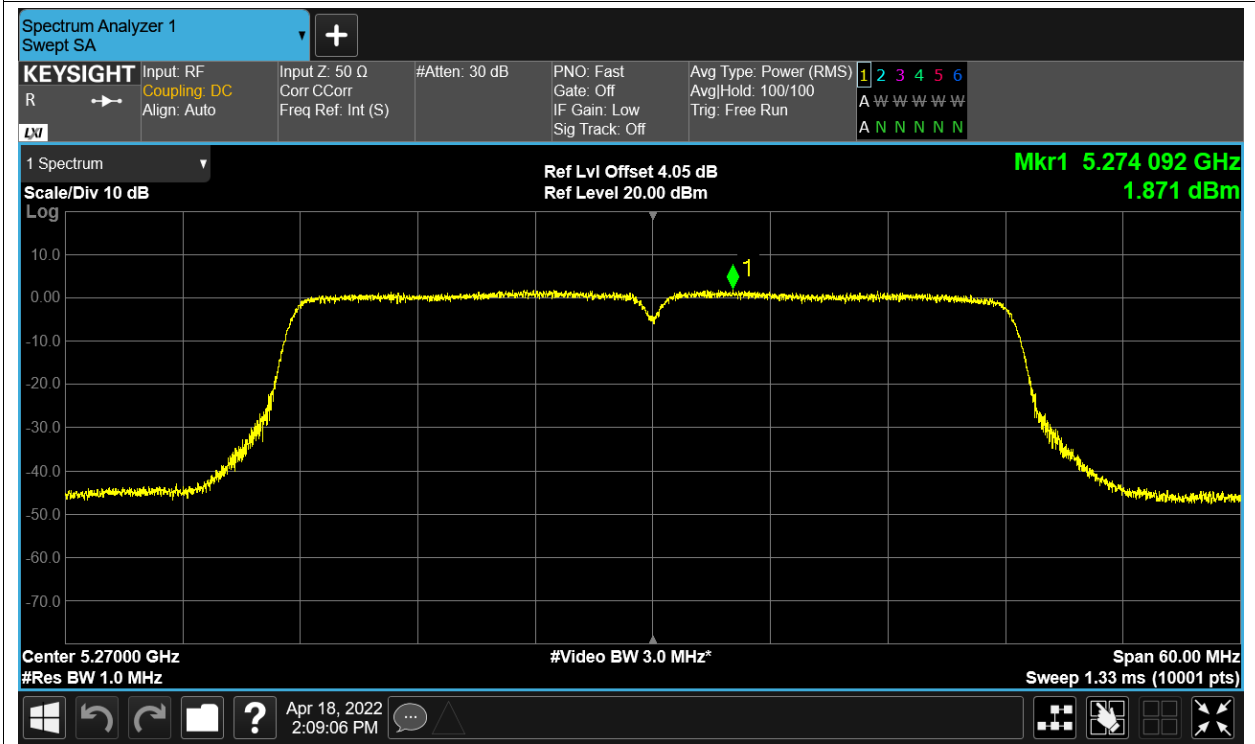 Spectrum Analyzer 1
Swept SA
+
KEYSIGHT
R
LXI
Input: RF
Coupling: DC
Align: Auto
Input Z: 50 Ω
Corr CCorr
Freq Ref: Int (S)
#Atten: 30 dB
PNO: Fast
Gate: Off
IF Gain: Low
Sig Track: Off
Avg Type: Power (RMS)
Avg|Hold: 100/100
Trig: Free Run
1 2 3 4 5 6
A W W W W W
A N N N N N
1 Spectrum
Scale/Div 10 dB
Log
Ref Lvl Offset 4.05 dB
Ref Level 20.00 dBm
Mkr1 5.274 092 GHz
1.871 dBm
10.0
0.00
-10.0
-20.0
-30.0
-40.0
-50.0
-60.0
-70.0
1
Center 5.27000 GHz
#Res BW 1.0 MHz
#Video BW 3.0 MHz*
Span 60.00 MHz
Sweep 1.33 ms (10001 pts)
?
Apr 18, 2022
2:09:06 PM